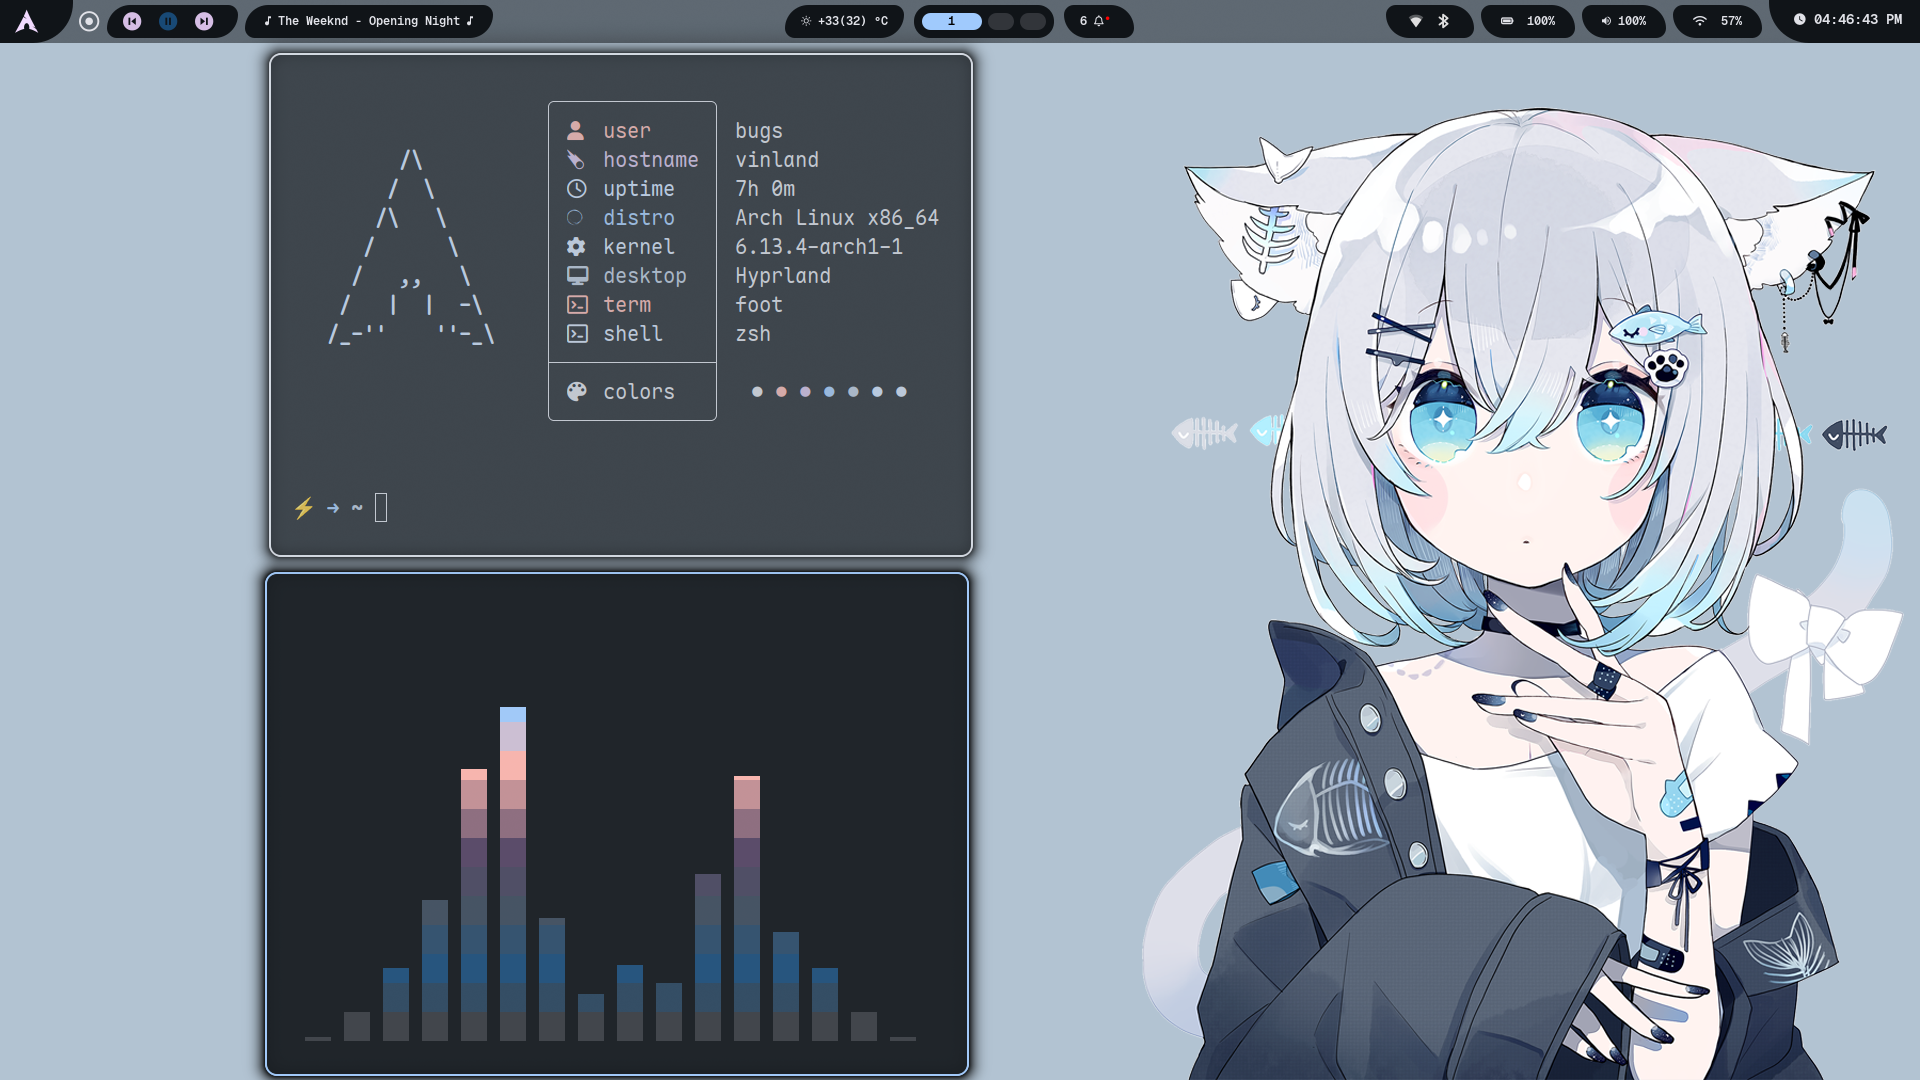 ♪ The Weeknd - Opening Night ♪
+33(32) °C
1
6
100%
100%
57%
04:46:43 PM
user bugs
hostname vinland
uptime 7h 0m
distro Arch Linux x86_64
kernel 6.13.4-arch1-1
desktop Hyprland
term foot
shell zsh
colors
⚡ → ~